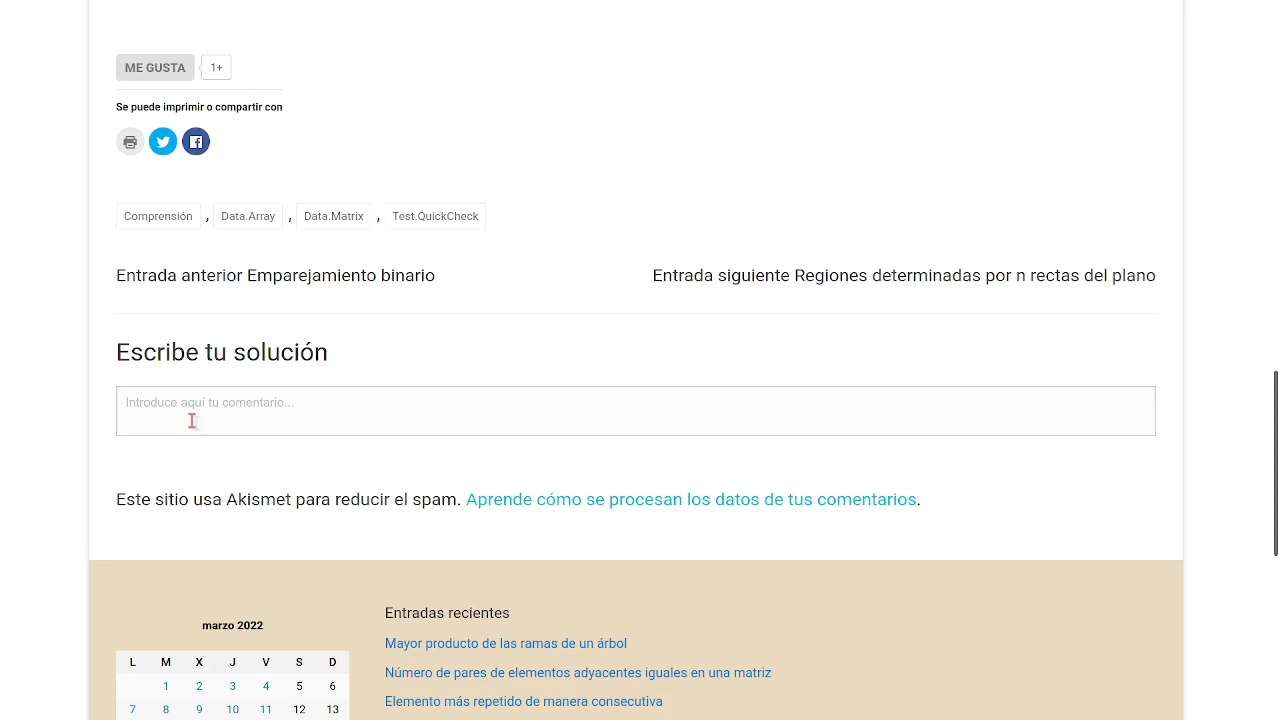 ME GUSTA 1+
Se puede imprimir o compartir con
Comprensión , Data.Array , Data.Matrix , Test.QuickCheck
Entrada anterior Emparejamiento binario
Entrada siguiente Regiones determinadas por n rectas del plano
Escribe tu solución
Introduce aquí tu comentario...
Este sitio usa Akismet para reducir el spam. Aprende cómo se procesan los datos de tus comentarios.
marzo 2022
L M X J V S D
1 2 3 4 5 6
7 8 9 10 11 12 13
Entradas recientes
Mayor producto de las ramas de un árbol
Número de pares de elementos adyacentes iguales en una matriz
Elemento más repetido de manera consecutiva